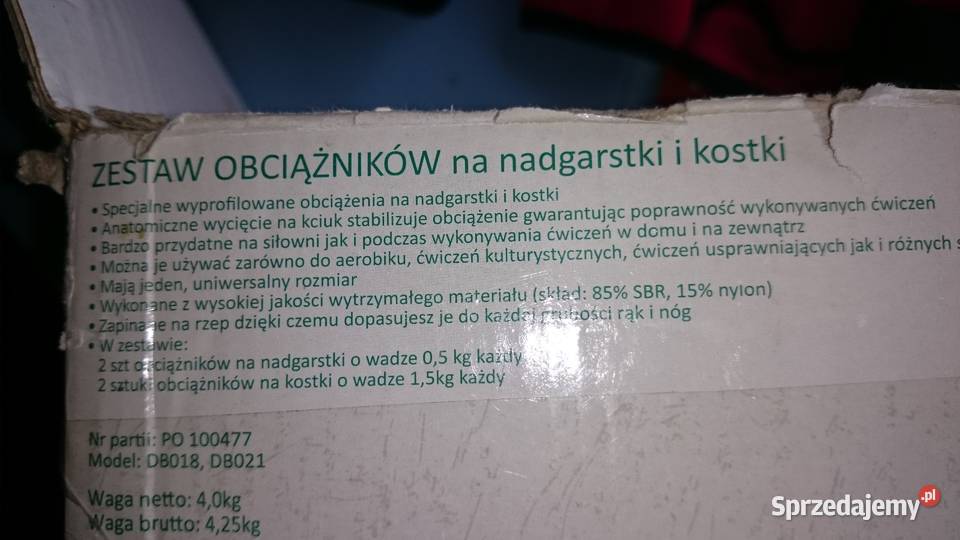 ZESTAW OBCIĄŻNIKÓW na nadgarstki i kostki
• Specjalne wyprofilowane obciążenia na nadgarstki i kostki
• Anatomiczne wycięcie na kciuk stabilizuje obciążenie gwarantując poprawność wykonywanych ćwiczeń
• Bardzo przydatne na siłowni jak i podczas wykonywania ćwiczeń w domu i na zewnątrz
• Można je używać zarówno do aerobiku, ćwiczeń kulturystycznych, ćwiczeń usprawniających jak i różnych
• Mają jeden, uniwersalny rozmiar
• Wykonane z wysokiej jakości wytrzymałego materiału (skład: 85% SBR, 15% nylon)
• Zapinane na rzep dzięki czemu dopasujesz je do każdej grubości rąk i nóg
• W zestawie:
2 szt obciążników na nadgarstki o wadze 0,5 kg każdy
2 sztuki obciążników na kostki o wadze 1,5kg każdy
Nr partii: PO 100477
Model: DB018, DB021
Waga netto: 4,0kg
Waga brutto: 4,25kg
Sprzedajemy.pl